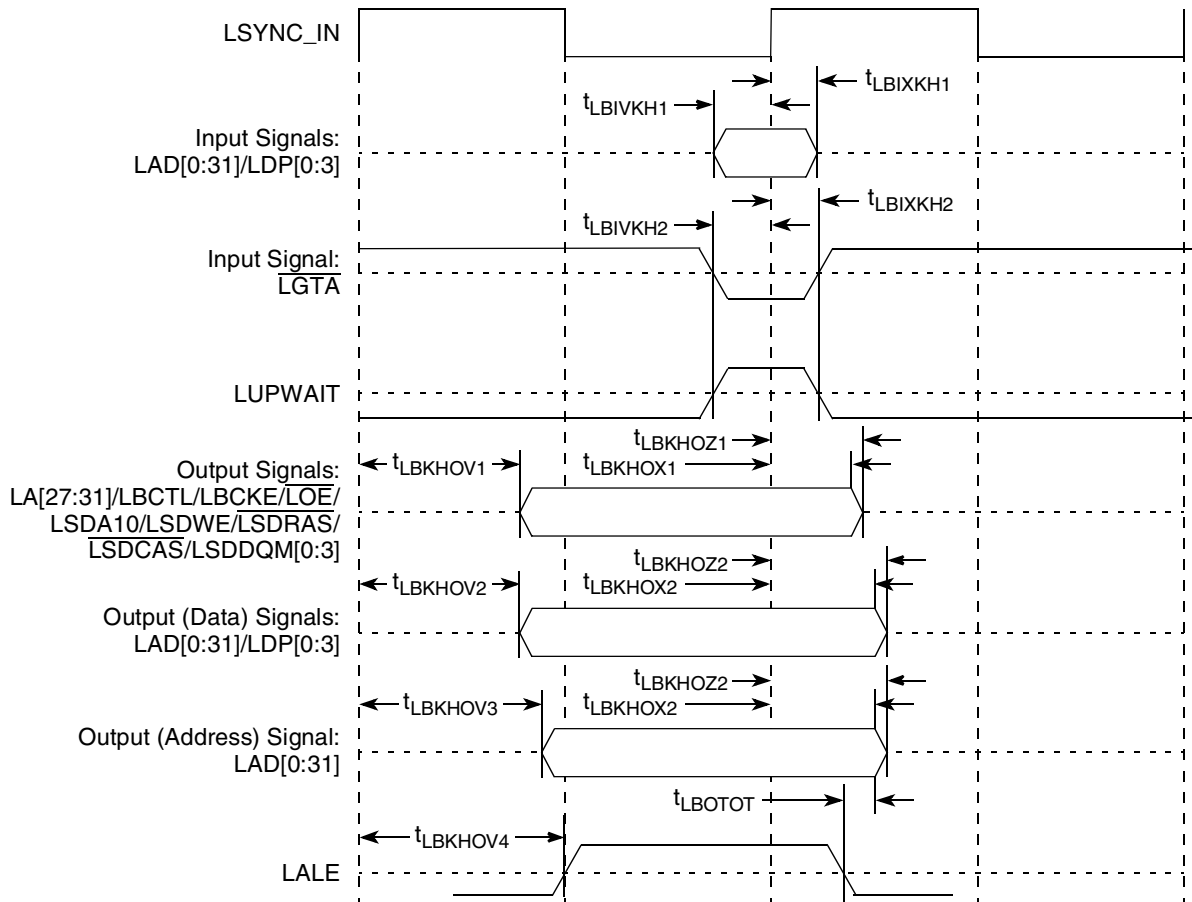 LSYNC_IN
tLBIXKH1
tLBIVKH1
Input Signals:
LAD[0:31]/LDP[0:3]
tLBIXKH2
tLBIVKH2
Input Signal:
LGTA
LUPWAIT
tLBKHOZ1
tLBKHOV1
tLBKHOX1
Output Signals:
LA[27:31]/LBCTL/LBCKE/LOE/
LSDA10/LSDWE/LSDRAS/
LSDCAS/LSDDQM[0:3]
tLBKHOZ2
tLBKHOV2
tLBKHOX2
Output (Data) Signals:
LAD[0:31]/LDP[0:3]
tLBKHOZ2
tLBKHOV3
tLBKHOX2
Output (Address) Signal:
LAD[0:31]
tLBOTOT
tLBKHOV4
LALE